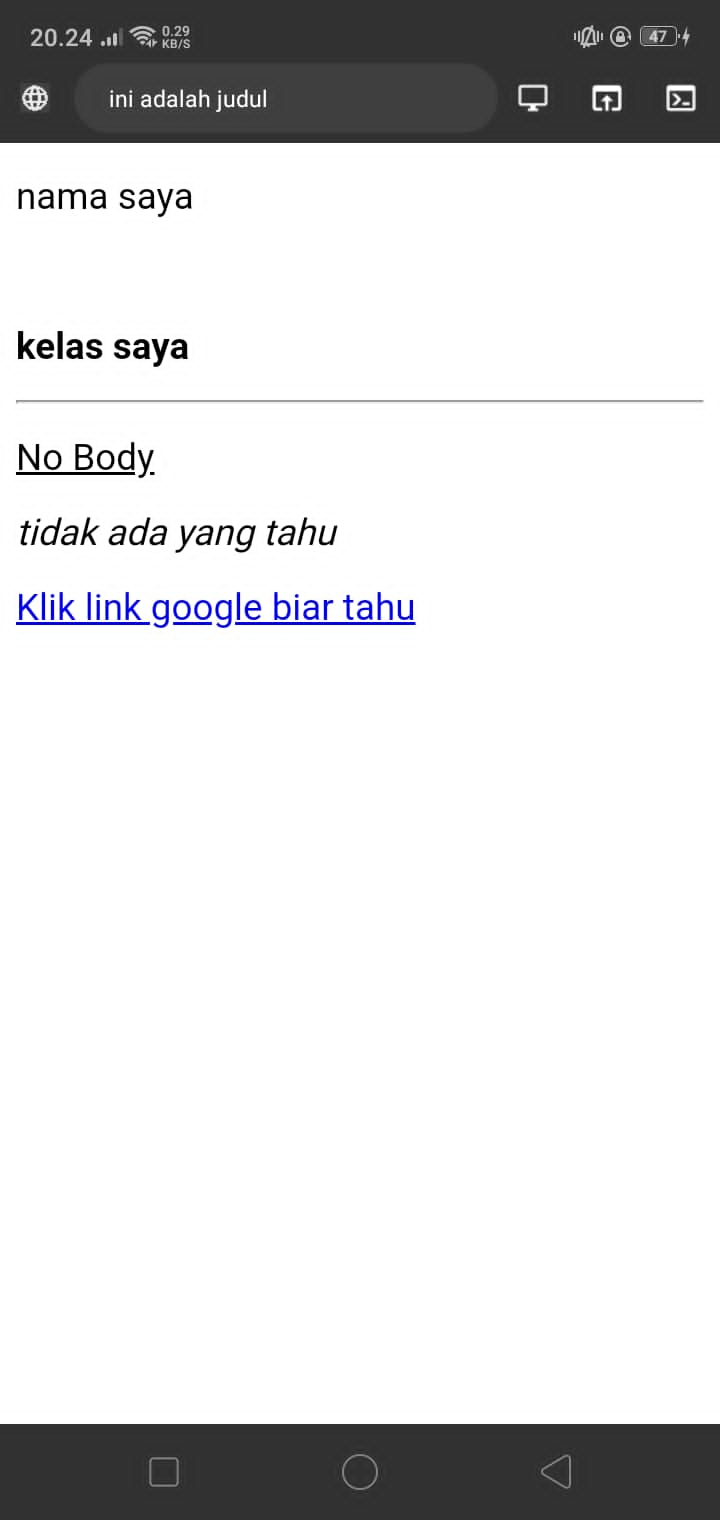 20.24
0.29
KB/S
47
ini adalah judul
nama saya
kelas saya
No Body
tidak ada yang tahu
Klik link google biar tahu